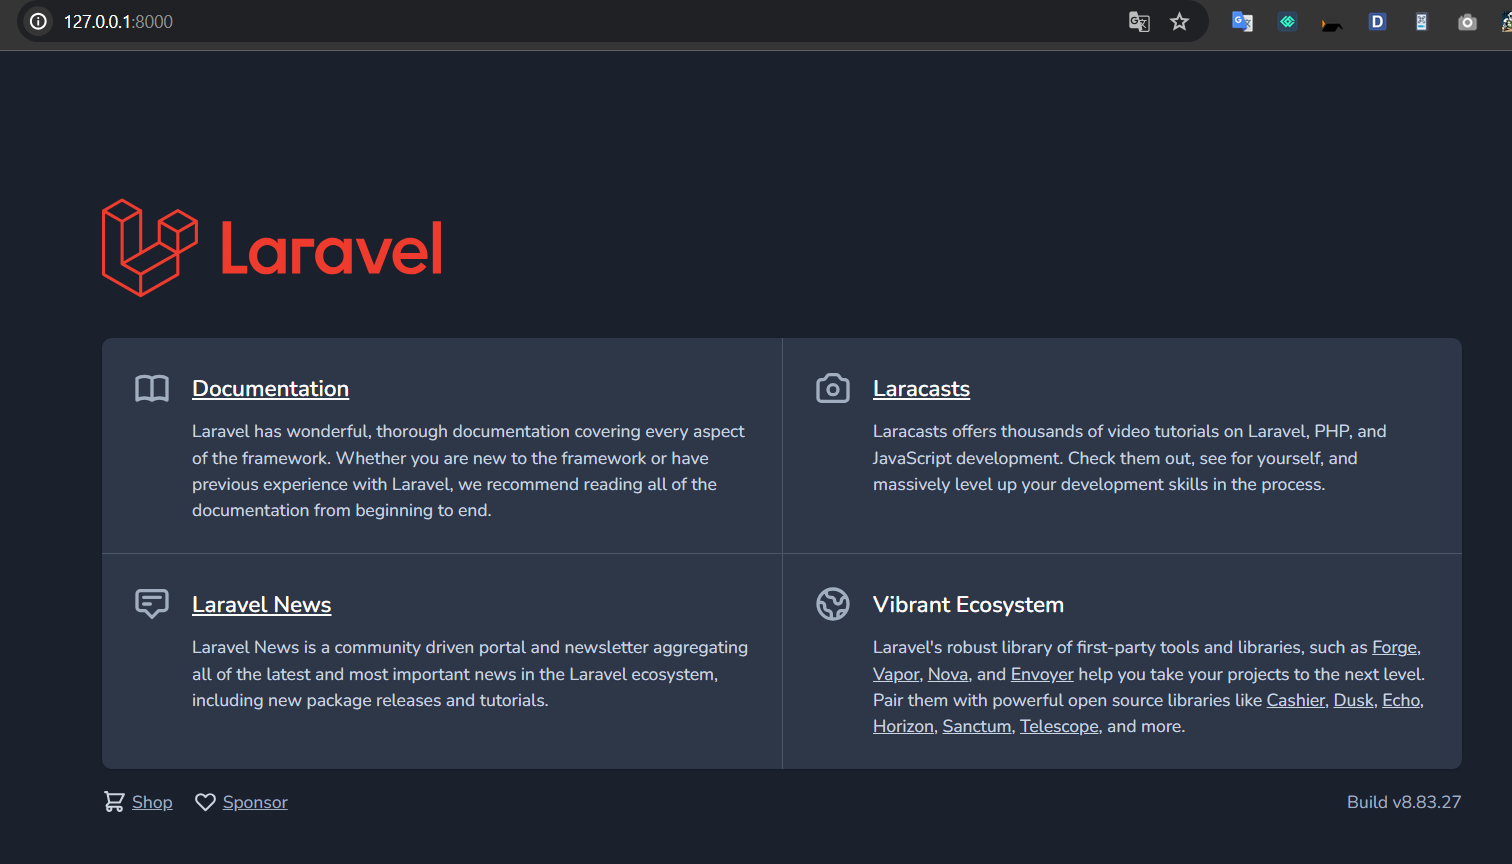 127.0.0.1:8000
Laravel
Documentation
Laravel has wonderful, thorough documentation covering every aspect
of the framework. Whether you are new to the framework or have
previous experience with Laravel, we recommend reading all of the
documentation from beginning to end.
Laracasts
Laracasts offers thousands of video tutorials on Laravel, PHP, and
JavaScript development. Check them out, see for yourself, and
massively level up your development skills in the process.
Laravel News
Laravel News is a community driven portal and newsletter aggregating
all of the latest and most important news in the Laravel ecosystem,
including new package releases and tutorials.
Vibrant Ecosystem
Laravel's robust library of first-party tools and libraries, such as Forge,
Vapor, Nova, and Envoyer help you take your projects to the next level.
Pair them with powerful open source libraries like Cashier, Dusk, Echo,
Horizon, Sanctum, Telescope, and more.
Shop
Sponsor
Build v8.83.27